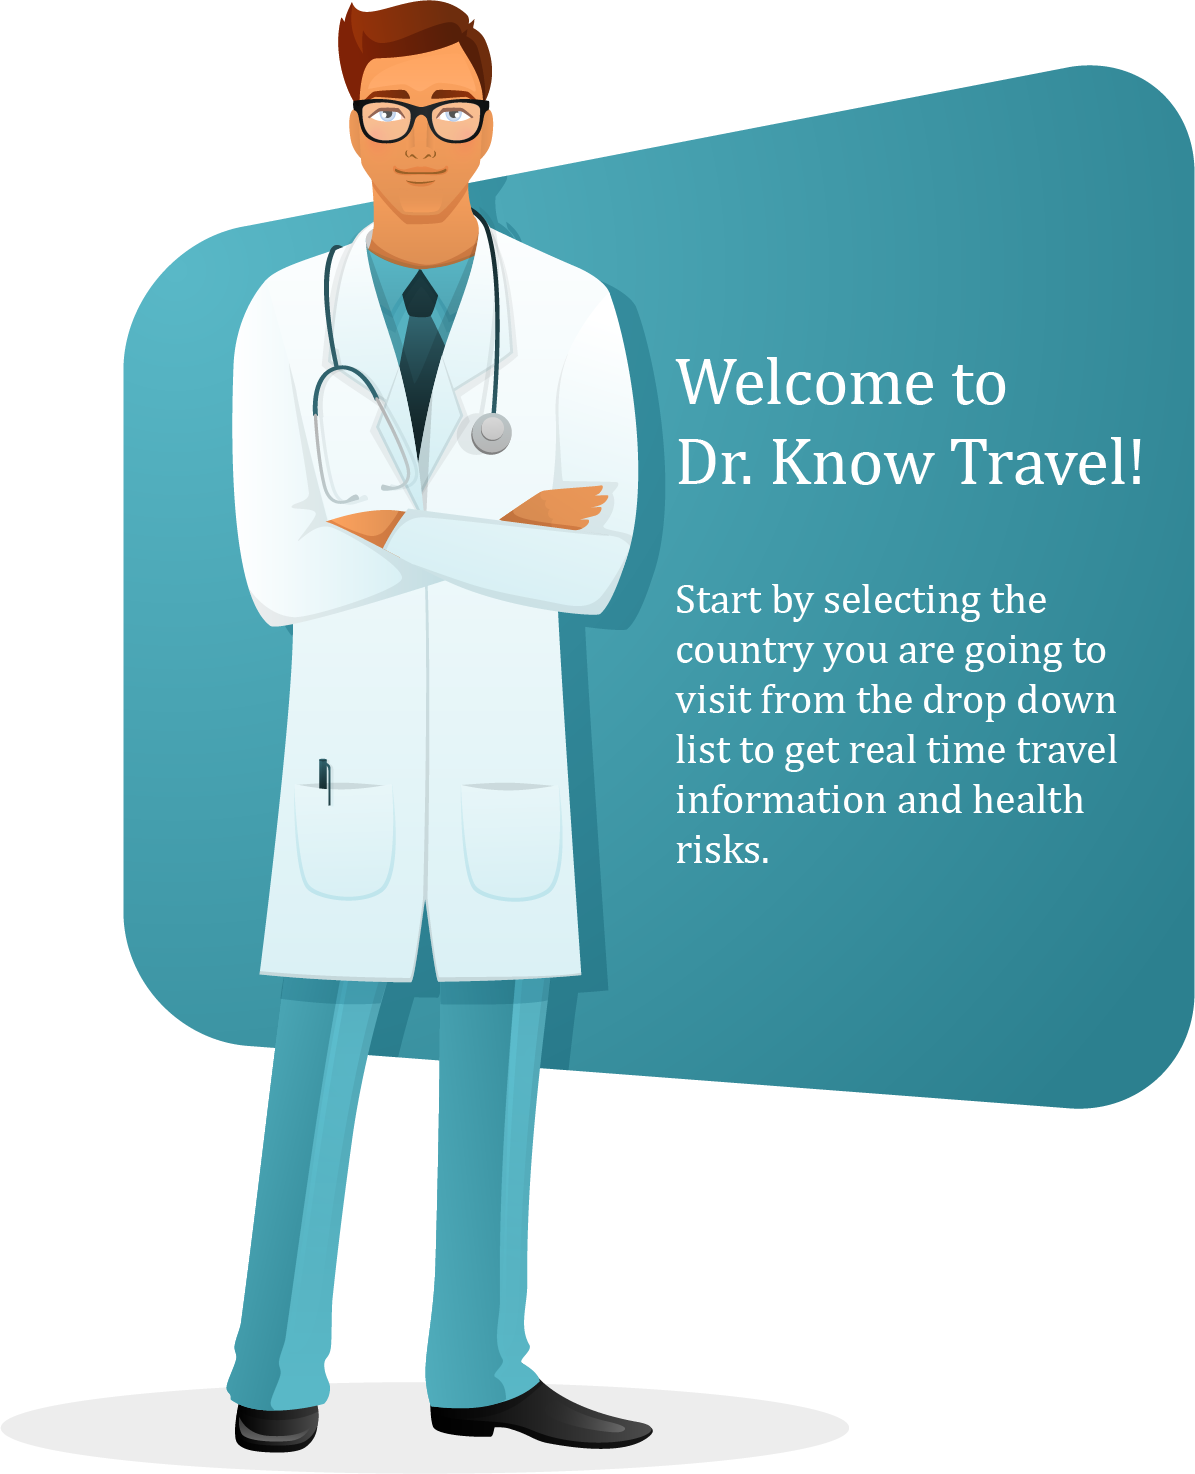 Welcome to
Dr. Know Travel!
Start by selecting the
country you are going to
visit from the drop down
list to get real time travel
information and health
risks.